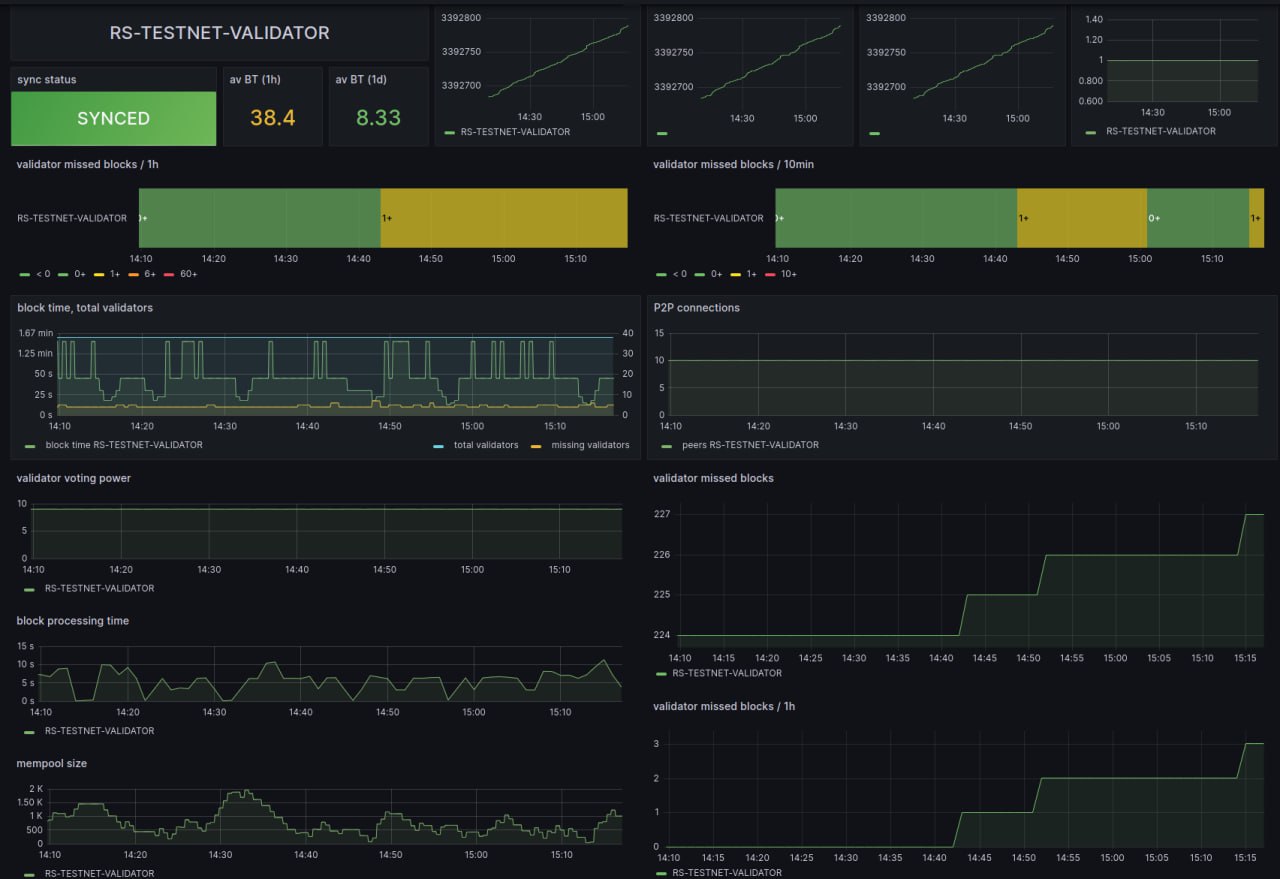 RS-TESTNET-VALIDATOR
sync status
SYNCED
av BT (1h)
38.4
av BT (1d)
8.33
3392800
3392750
3392700
14:30 15:00
RS-TESTNET-VALIDATOR
3392800
3392750
3392700
14:30 15:00
3392800
3392750
3392700
14:30 15:00
1.40
1.20
1
0.800
0.600
14:30 15:00
RS-TESTNET-VALIDATOR
validator missed blocks / 1h
RS-TESTNET-VALIDATOR
0+ 1+
14:10 14:20 14:30 14:40 14:50 15:00 15:10
< 0 0+ 1+ 6+ 60+
validator missed blocks / 10min
RS-TESTNET-VALIDATOR
0+ 1+ 0+ 1+
14:10 14:20 14:30 14:40 14:50 15:00 15:10
< 0 0+ 1+ 10+
block time, total validators
1.67 min
1.25 min
50 s
25 s
0 s
40
30
20
10
0
14:10 14:20 14:30 14:40 14:50 15:00 15:10
block time RS-TESTNET-VALIDATOR total validators missing validators
P2P connections
15
10
5
0
14:10 14:20 14:30 14:40 14:50 15:00 15:10
peers RS-TESTNET-VALIDATOR
validator voting power
10
5
0
14:10 14:20 14:30 14:40 14:50 15:00 15:10
RS-TESTNET-VALIDATOR
validator missed blocks
227
226
225
224
14:10 14:15 14:20 14:25 14:30 14:35 14:40 14:45 14:50 14:55 15:00 15:05 15:10 15:15
RS-TESTNET-VALIDATOR
block processing time
15 s
10 s
5 s
0 s
14:10 14:20 14:30 14:40 14:50 15:00 15:10
RS-TESTNET-VALIDATOR
validator missed blocks / 1h
3
2
1
0
14:10 14:15 14:20 14:25 14:30 14:35 14:40 14:45 14:50 14:55 15:00 15:05 15:10 15:15
RS-TESTNET-VALIDATOR
mempool size
2 K
1.50 K
1 K
500
0
14:10 14:20 14:30 14:40 14:50 15:00 15:10
RS-TESTNET-VALIDATOR